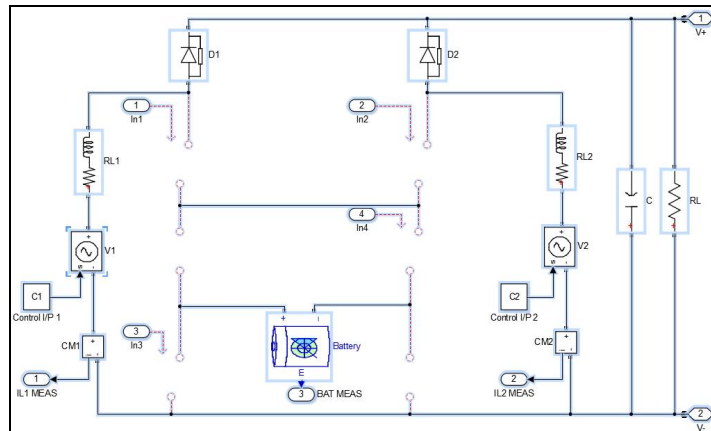 1
V+
D1
D2
1
In1
2
In2
RL1
RL2
C
RL
4
In4
+
V1
s
-
+
V2
s
-
C1
Control I/P 1
C2
Control I/P 2
3
In3
+
-
Battery
E
CM1
+
-
CM2
+
-
1
IL1 MEAS
3
BAT MEAS
2
IL2 MEAS
2
V-